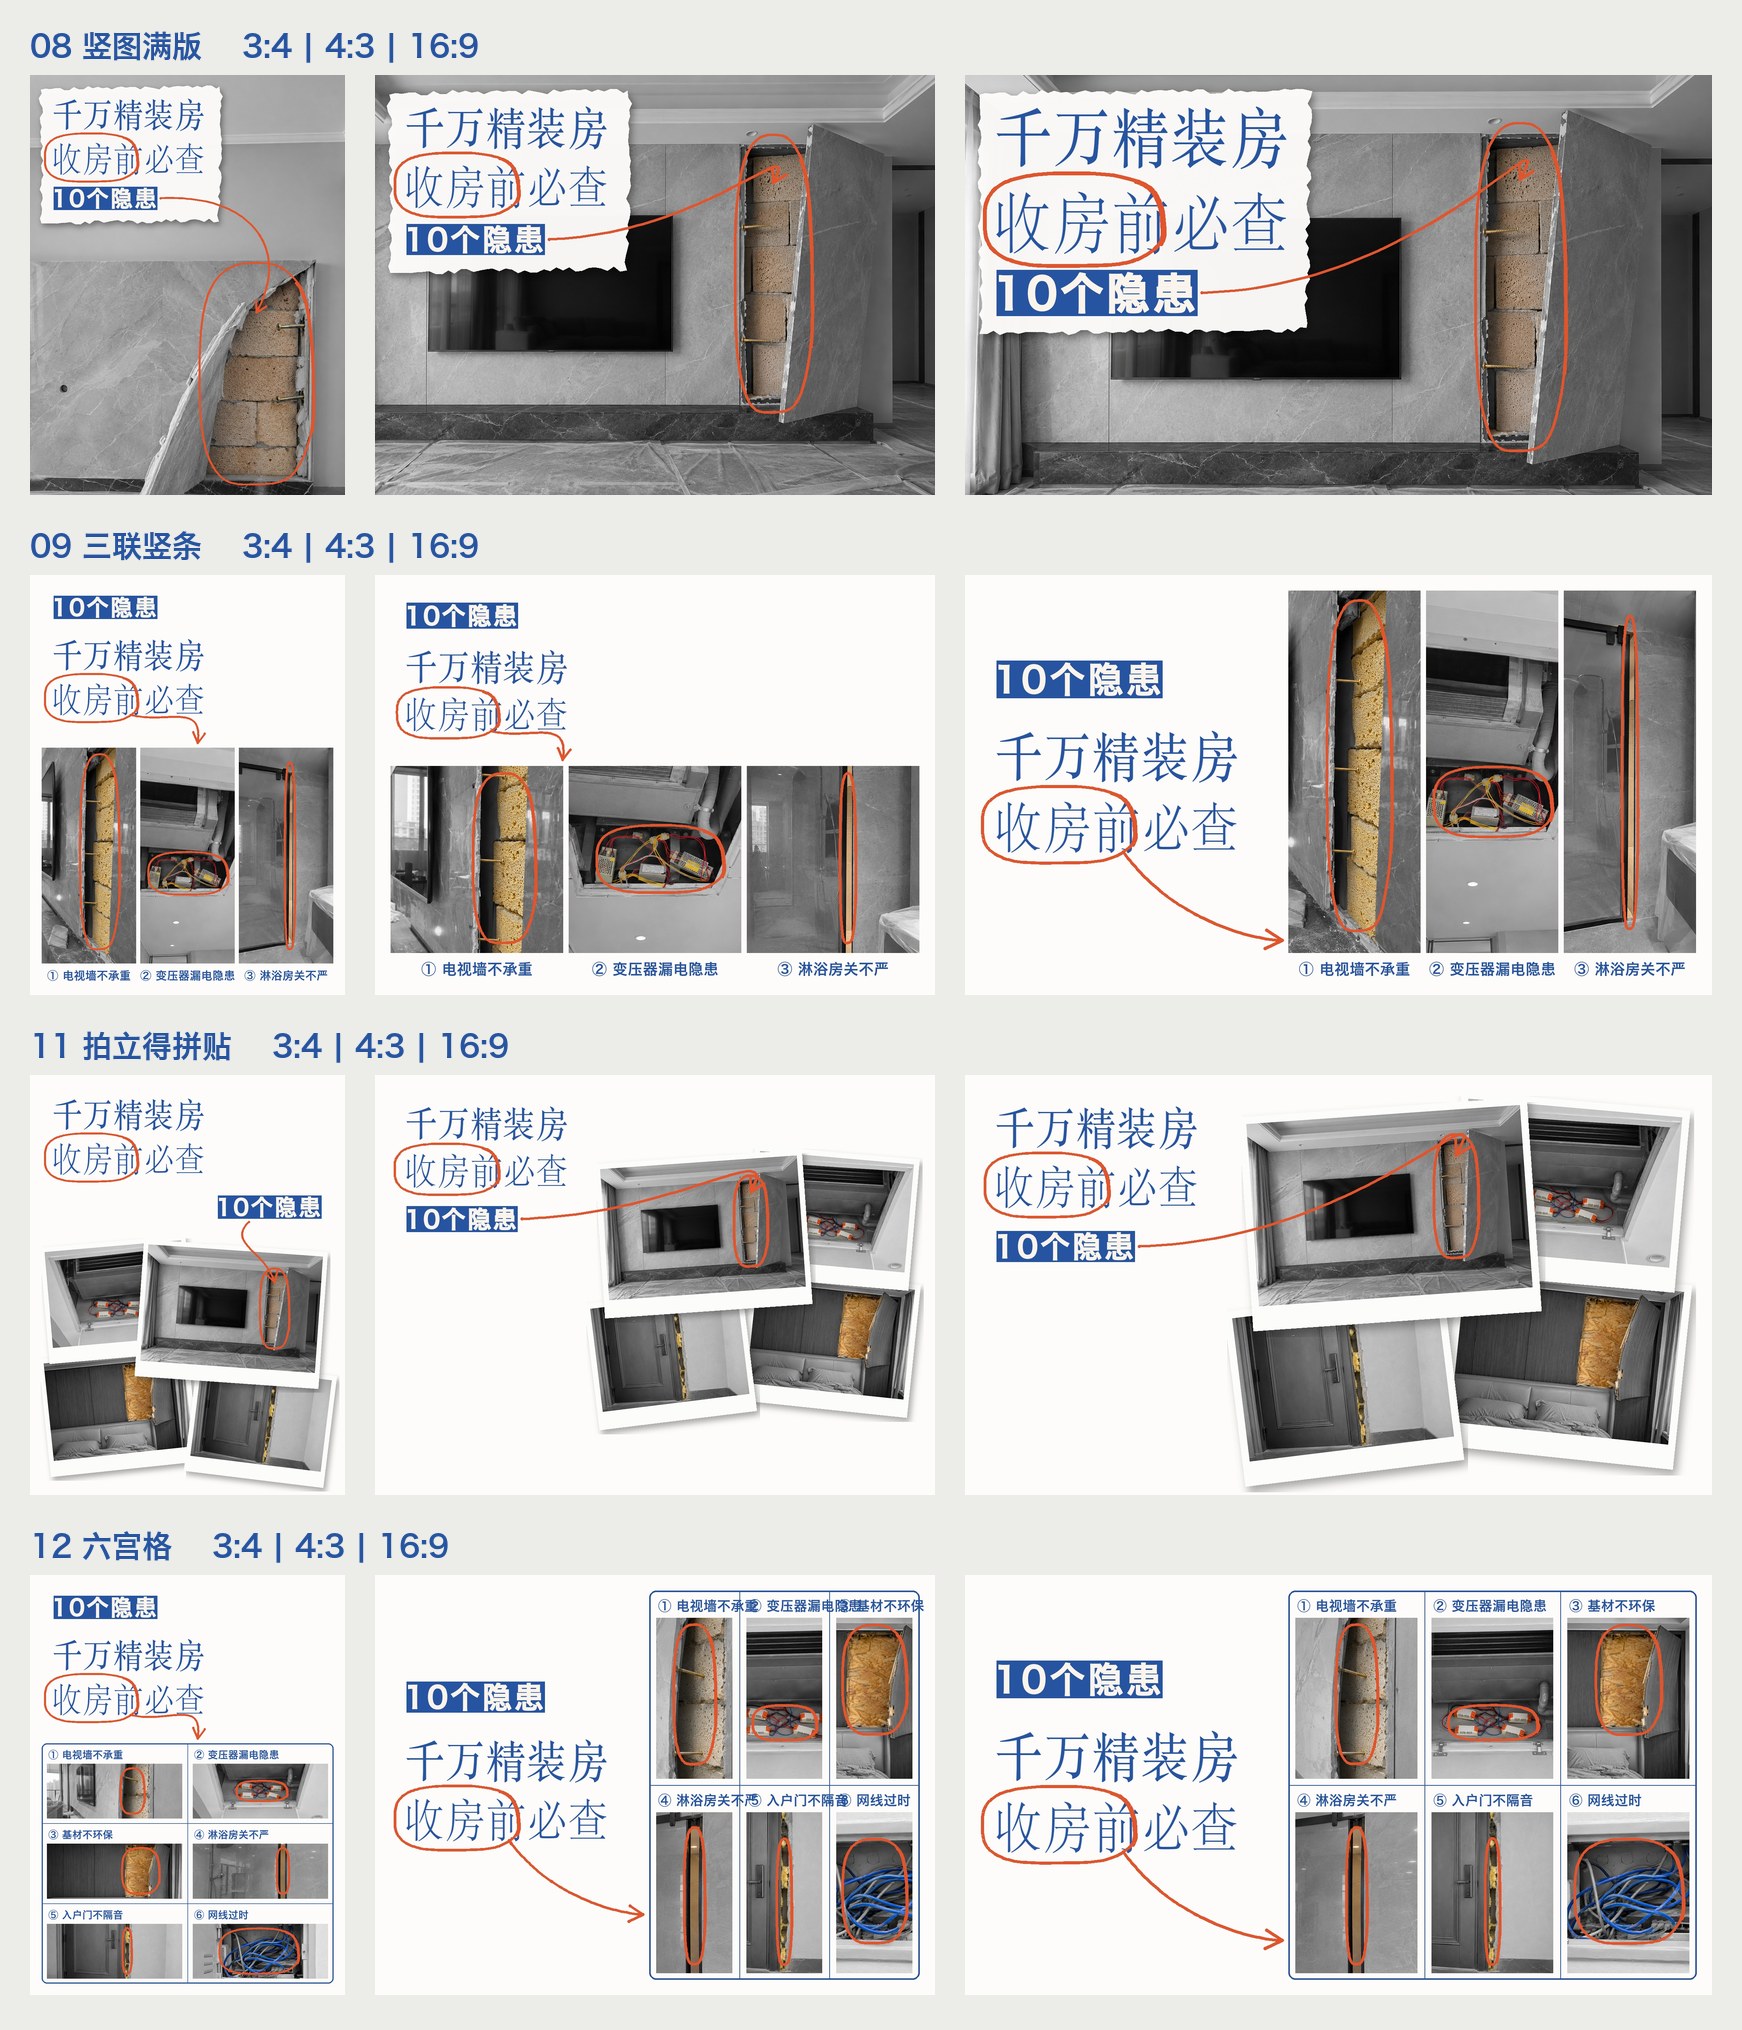 08 竖图满版 3:4 | 4:3 | 16:9
千万精装房
收房前必查
10个隐患
千万精装房
收房前必查
10个隐患
千万精装房
收房前必查
10个隐患
09 三联竖条 3:4 | 4:3 | 16:9
10个隐患
千万精装房
收房前必查
① 电视墙不承重 ② 变压器漏电隐患 ③ 淋浴房关不严
10个隐患
千万精装房
收房前必查
① 电视墙不承重 ② 变压器漏电隐患 ③ 淋浴房关不严
10个隐患
千万精装房
收房前必查
① 电视墙不承重 ② 变压器漏电隐患 ③ 淋浴房关不严
11 拍立得拼贴 3:4 | 4:3 | 16:9
千万精装房
收房前必查
10个隐患
千万精装房
收房前必查
10个隐患
千万精装房
收房前必查
10个隐患
12 六宫格 3:4 | 4:3 | 16:9
10个隐患
千万精装房
收房前必查
① 电视墙不承重 ② 变压器漏电隐患
③ 基材不环保 ④ 淋浴房关不严
⑤ 入户门不隔音 ⑥ 网线过时
10个隐患
千万精装房
收房前必查
① 电视墙不承重 ② 变压器漏电隐患 ③ 基材不环保
④ 淋浴房关不严 ⑤ 入户门不隔音 ⑥ 网线过时
10个隐患
千万精装房
收房前必查
① 电视墙不承重 ② 变压器漏电隐患 ③ 基材不环保
④ 淋浴房关不严 ⑤ 入户门不隔音 ⑥ 网线过时